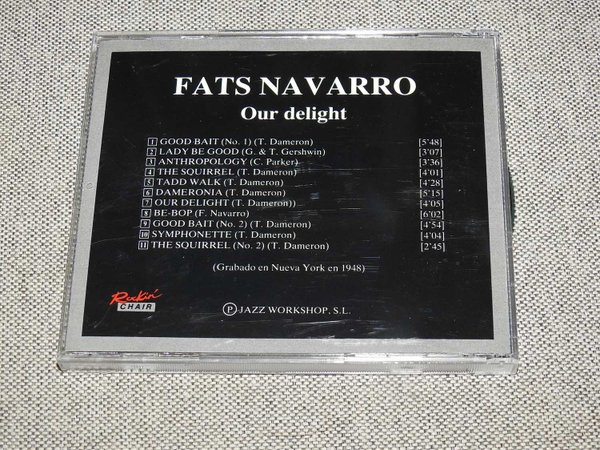 FATS NAVARRO
Our delight
1 GOOD BAIT (No. 1) (T. Dameron) [5'48]
2 LADY BE GOOD (G. & T. Gershwin) [3'07]
3 ANTHROPOLOGY (C. Parker) [3'36]
4 THE SQUIRREL (T. Dameron) [4'01]
5 TADD WALK (T. Dameron) [4'28]
6 DAMERONIA (T. Dameron) [5'15]
7 OUR DELIGHT (T. Dameron)) [4'05]
8 BE-BOP (F. Navarro) [6'02]
9 GOOD BAIT (No. 2) (T. Dameron) [4'54]
10 SYMPHONETTE (T. Dameron) [4'04]
11 THE SQUIRREL (No. 2) (T. Dameron) [2'45]
(Grabado en Nueva York en 1948)
Rockin'
CHAIR
Ⓟ JAZZ WORKSHOP, S.L.